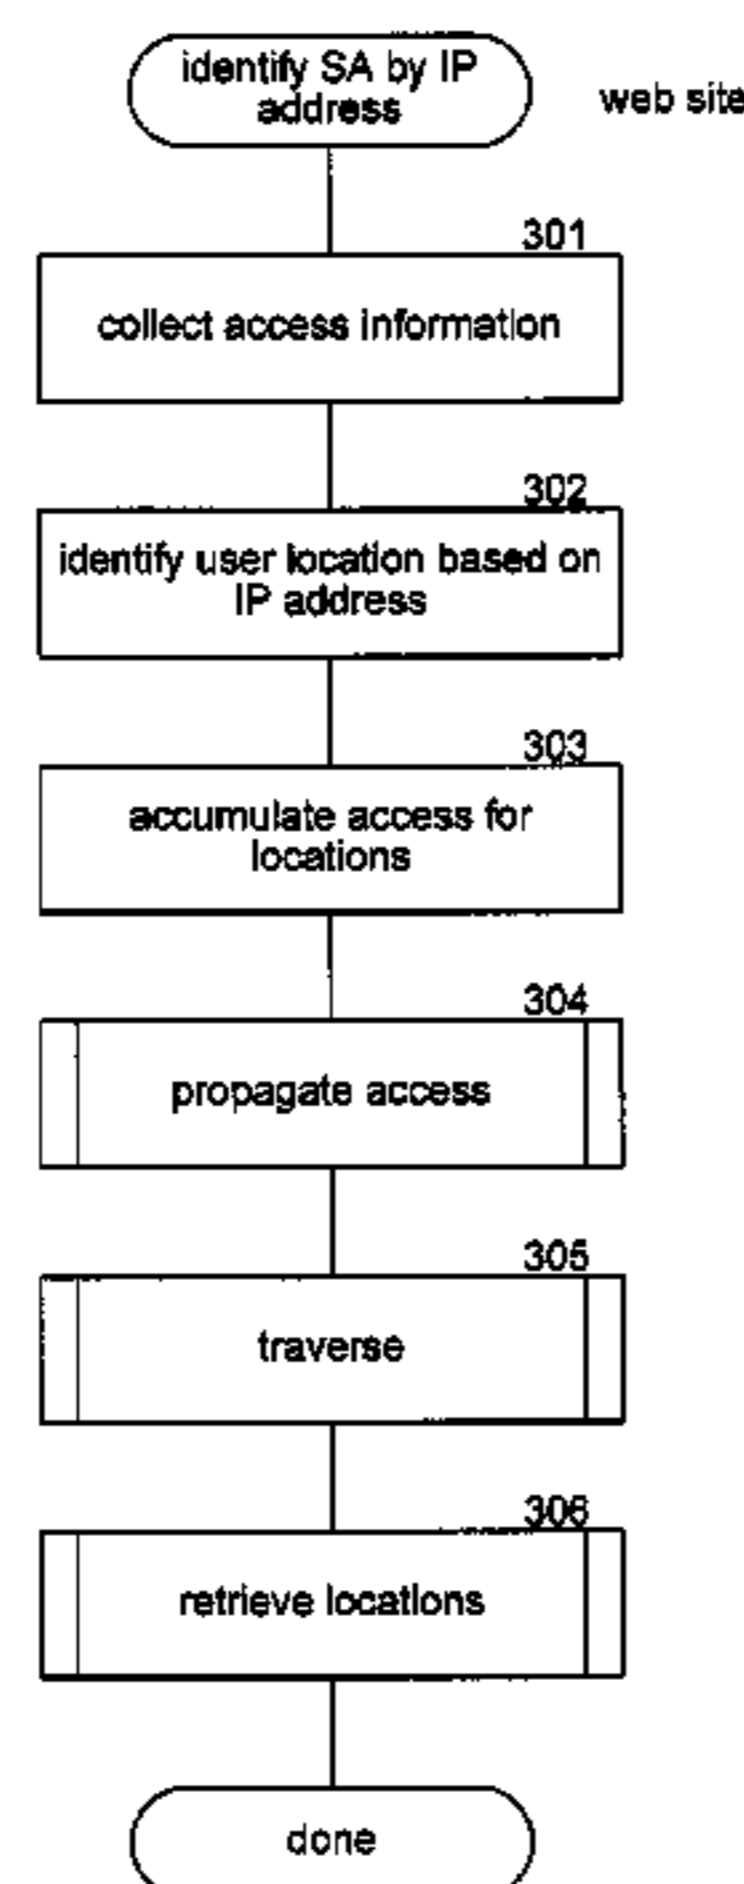 identify SA by IP
address
web site
301
collect access information
302
identify user location based on
IP address
303
accumulate access for
locations
304
propagate access
305
traverse
306
retrieve locations
done